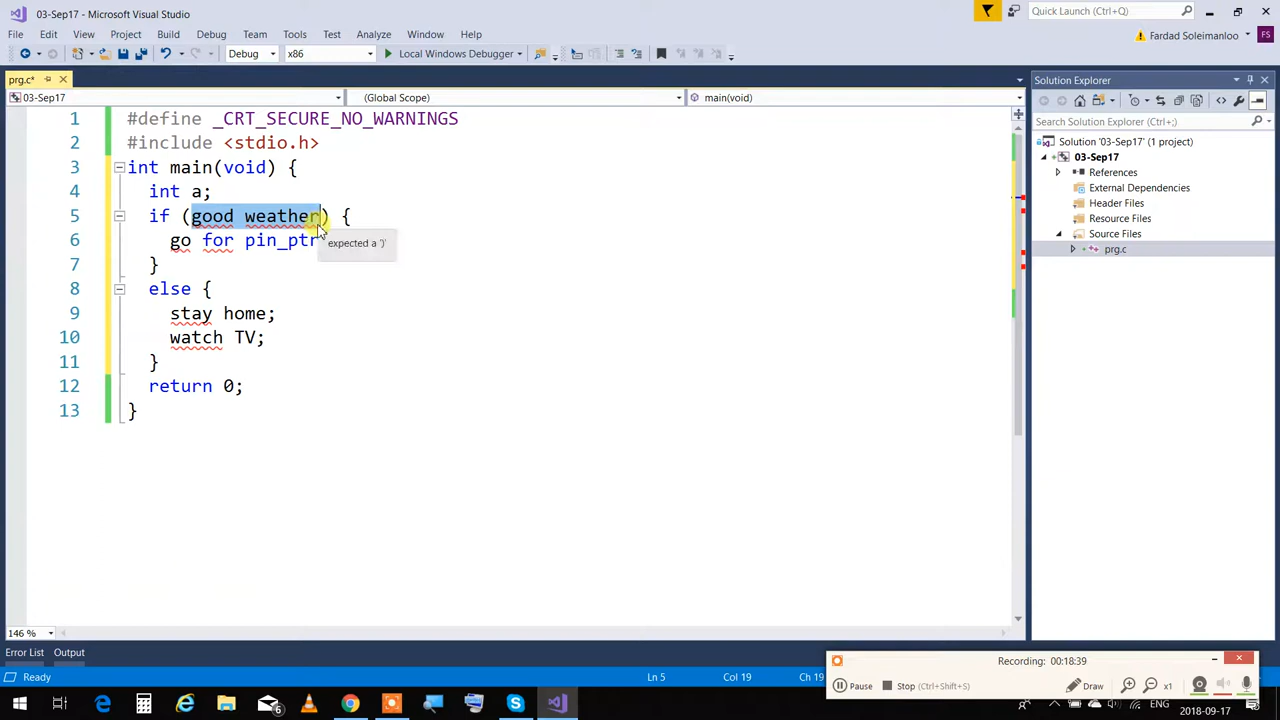 03-Sep17 - Microsoft Visual Studio
Quick Launch (Ctrl+Q)
File Edit View Project Build Debug Team Tools Test Analyze Window Help
Fardad Soleimanloo FS
Debug x86 Local Windows Debugger
prg.c*
Solution Explorer
03-Sep17 (Global Scope) main(void)
Search Solution Explorer (Ctrl+;)
Solution '03-Sep17' (1 project)
03-Sep17
References
External Dependencies
Header Files
Resource Files
Source Files
prg.c
1 #define _CRT_SECURE_NO_WARNINGS
2 #include <stdio.h>
3 int main(void) {
4 int a;
5 if (good weather) {
6 go for pin_ptr
expected a ')'
7 }
8 else {
9 stay home;
10 watch TV;
11 }
12 return 0;
13 }
146 %
Error List Output
Ready Ln 5 Col 19 Ch 19
Recording: 00:18:39
Pause Stop (Ctrl+Shift+S) Draw x1
6
ENG
2018-09-17